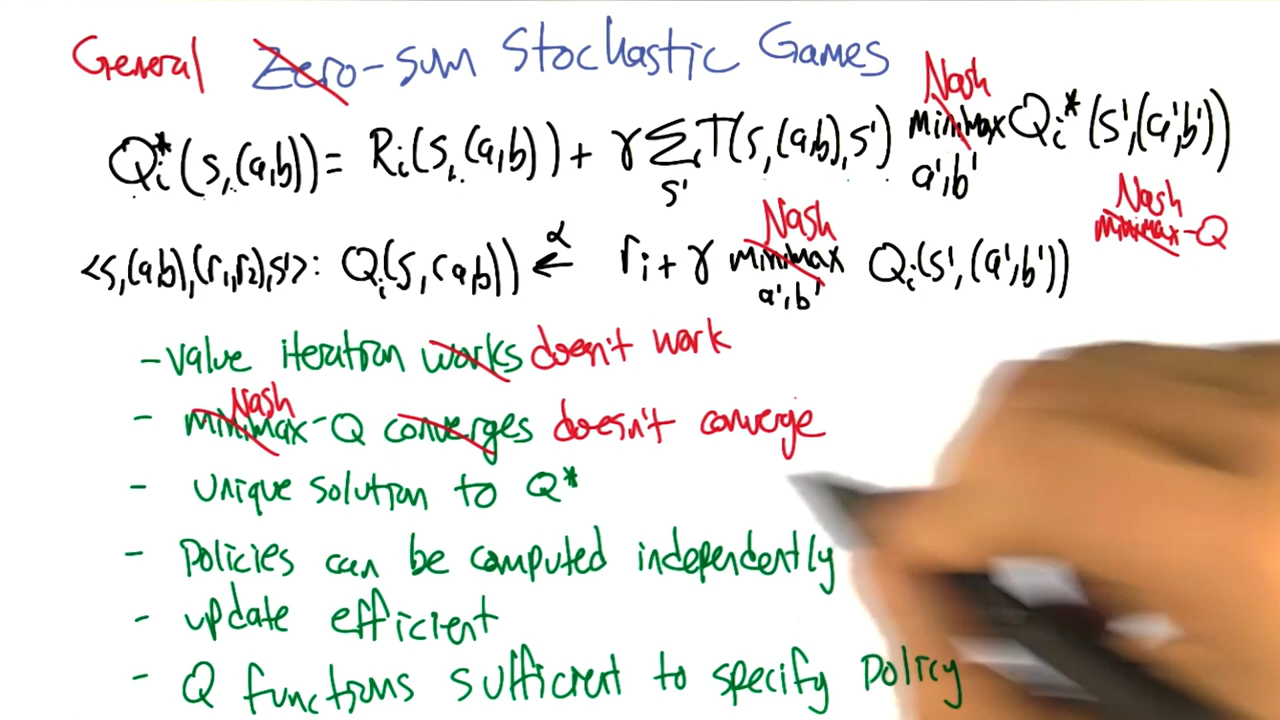 General Zero-sum Stochastic Games
Nash
Qi*(s,(a,b)) = Ri(s,(a,b)) + γ Σ T(s,(a,b),s') minimax Qi*(s',(a',b'))
s' a',b'
Nash Nash
minimax-Q
<s,(a,b),(r1,r2),s'>: Qi(s,(a,b)) ←α ri + γ minimax Qi(s',(a',b'))
a',b'
- value iteration works doesn't work
Nash
- minimax-Q converges doesn't converge
- unique solution to Q*
- Policies can be computed independently
- update efficient
- Q functions sufficient to specify policy